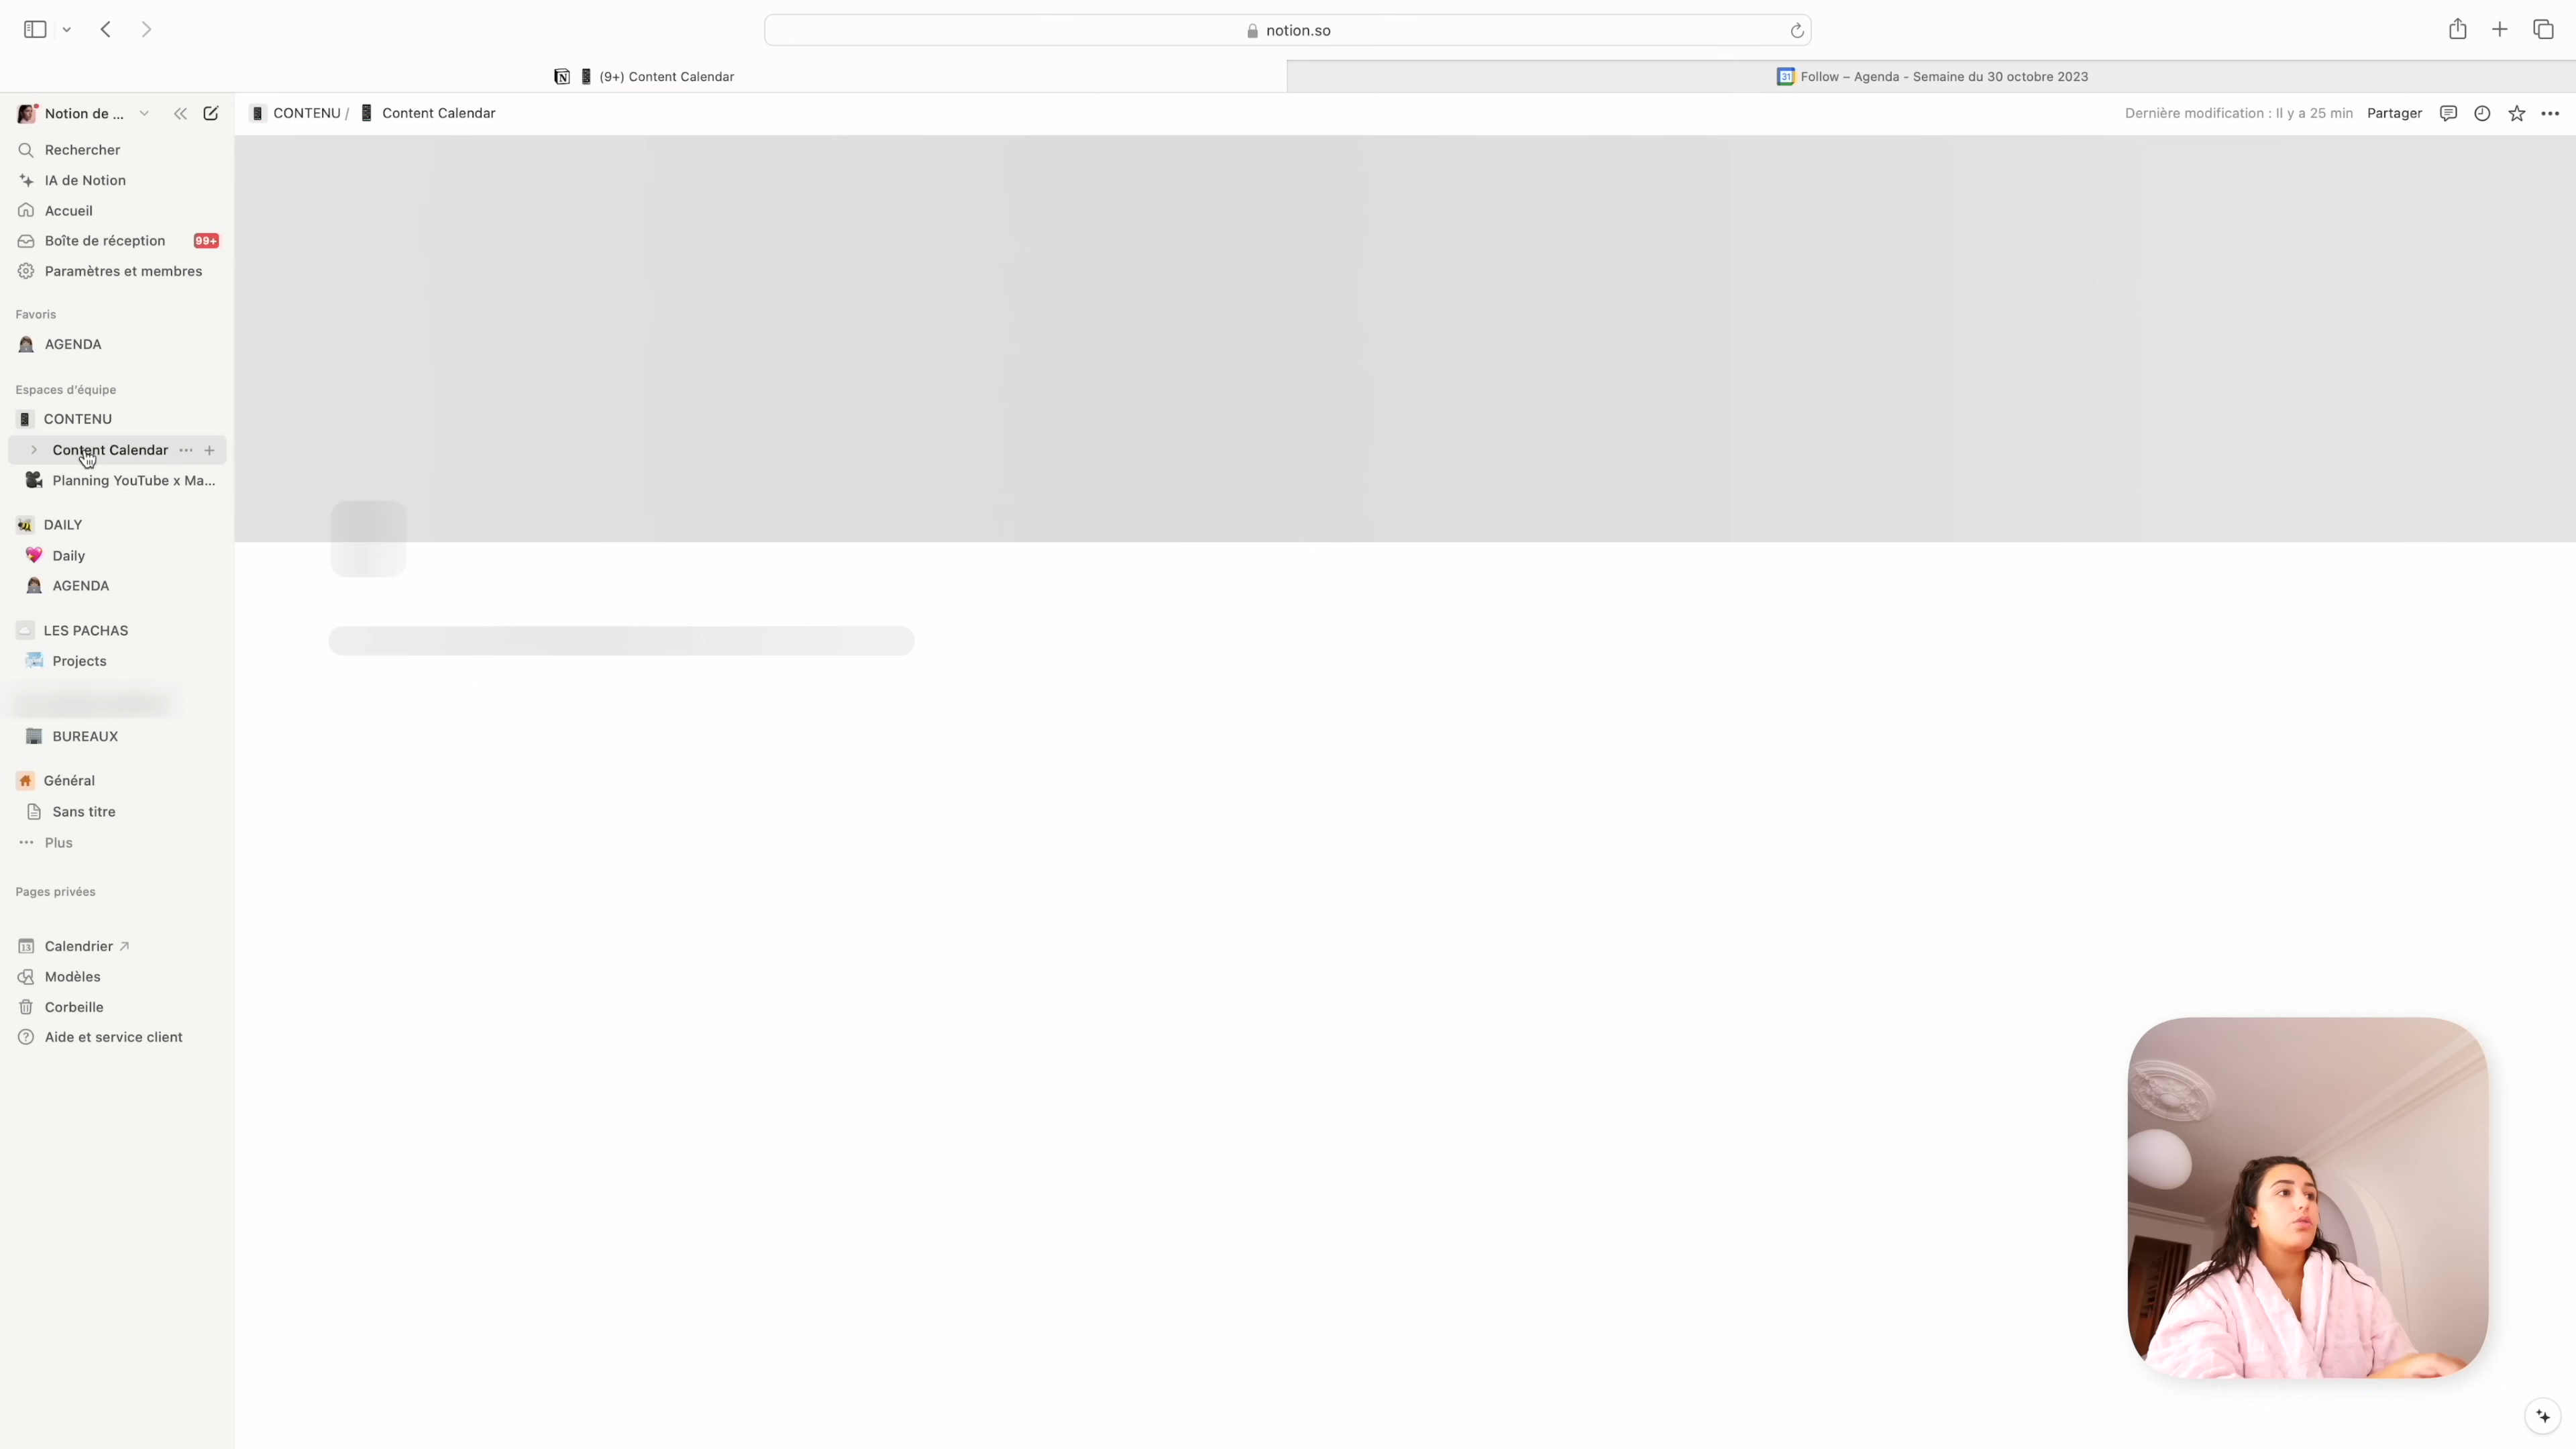 notion.so
(9+) Content Calendar
31 Follow – Agenda - Semaine du 30 octobre 2023
Notion de ...
CONTENU / Content Calendar
Dernière modification : Il y a 25 min Partager
Rechercher
IA de Notion
Accueil
Boîte de réception 99+
Paramètres et membres
Favoris
AGENDA
Espaces d'équipe
CONTENU
Content Calendar
Planning YouTube x Ma...
DAILY
Daily
AGENDA
LES PACHAS
Projects
BUREAUX
Général
Sans titre
Plus
Pages privées
13 Calendrier
Modèles
Corbeille
Aide et service client